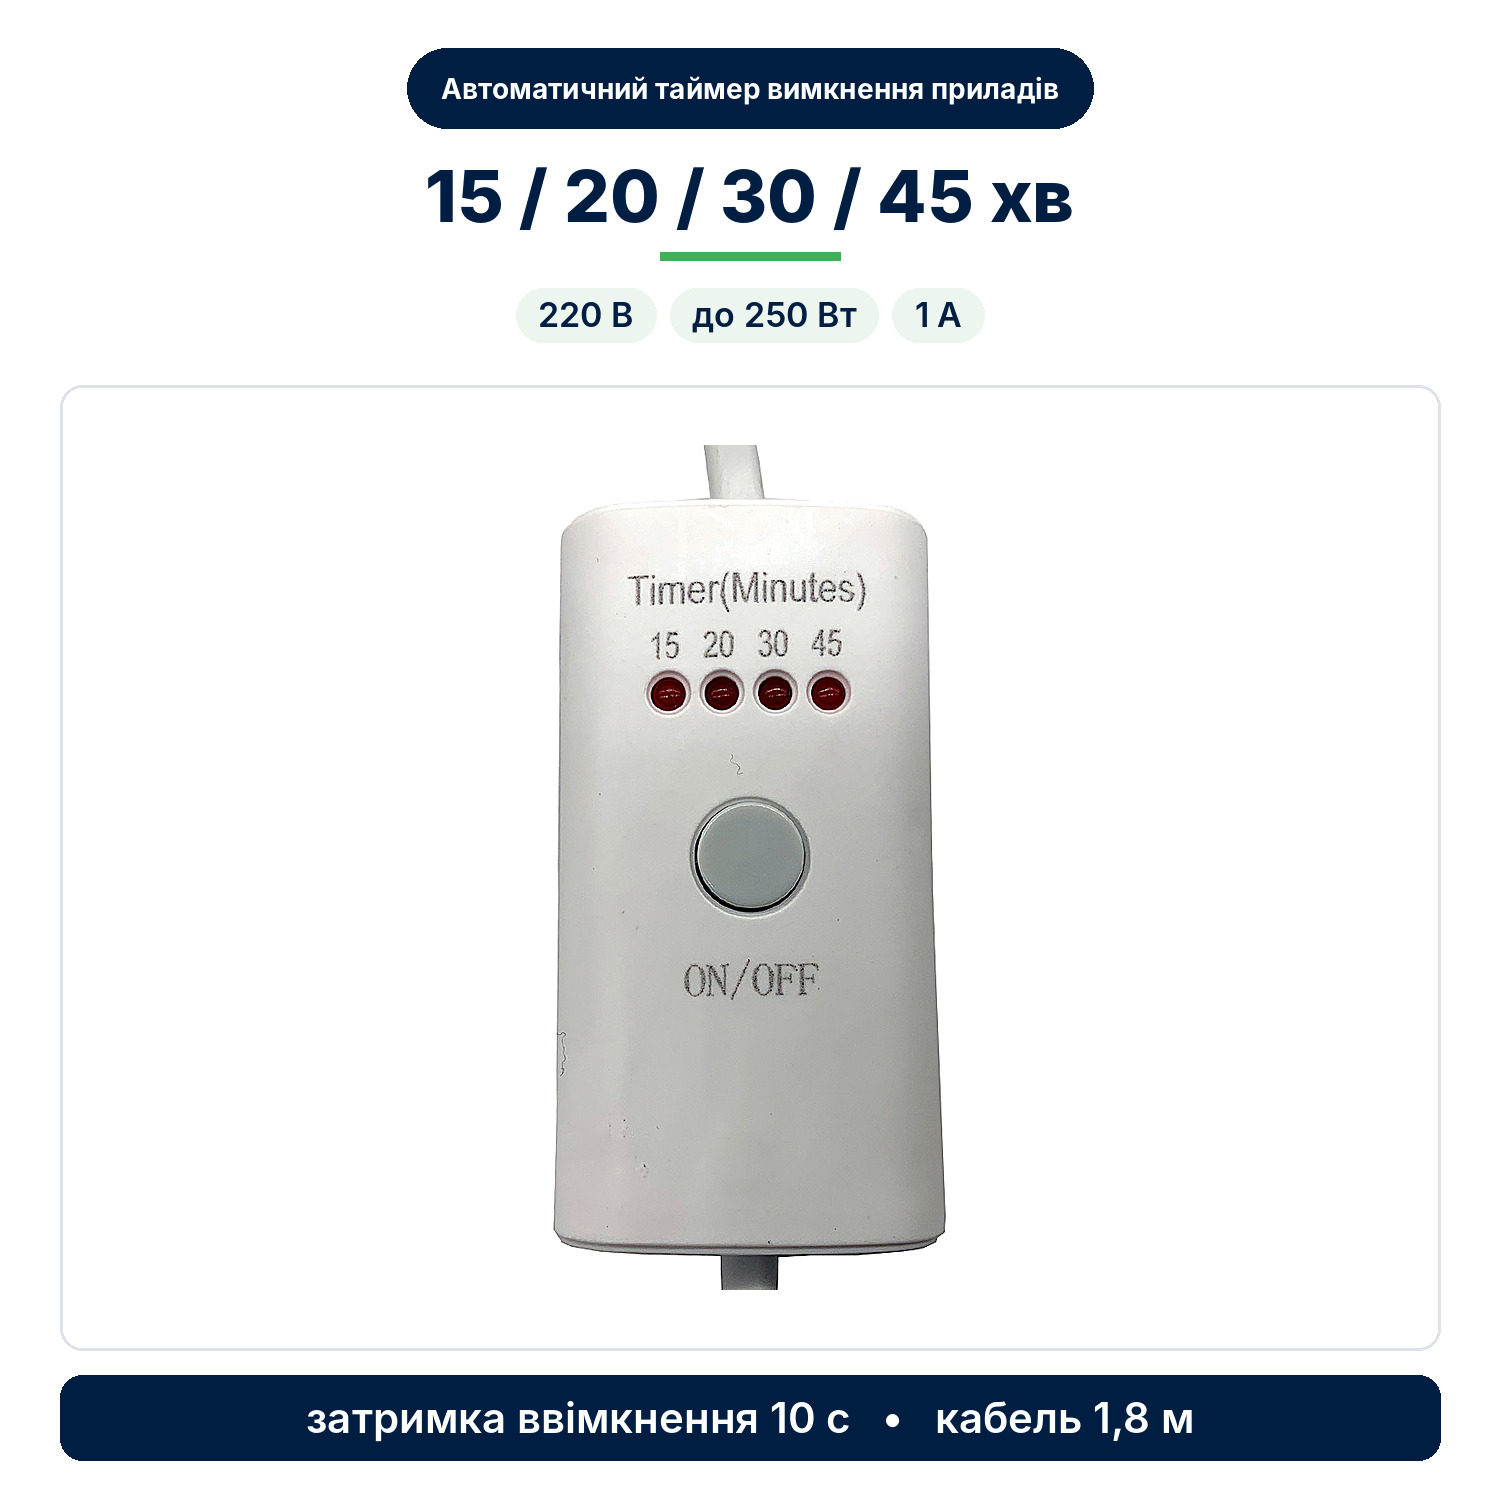 Автоматичний таймер вимкнення приладів
15 / 20 / 30 / 45 хв
220 В до 250 Вт 1 А
Timer(Minutes)
15 20 30 45
ON/OFF
затримка ввімкнення 10 с • кабель 1,8 м